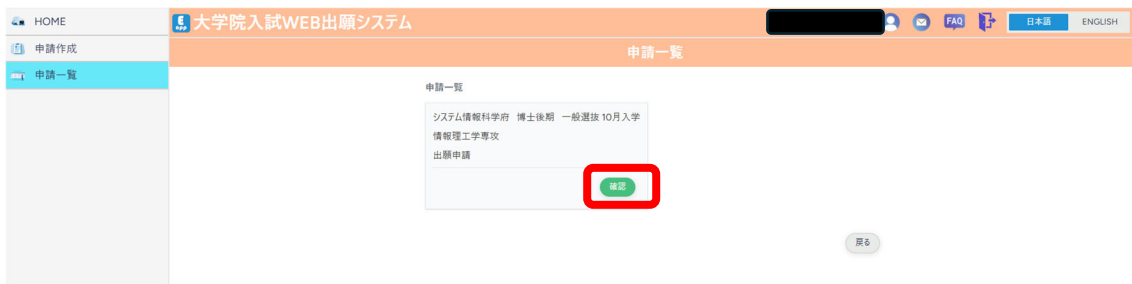 HOME
申請作成
申請一覧
E.
App
大学院入試WEB出願システム
FAQ
日本語
ENGLISH
申請一覧
申請一覧
システム情報科学府 博士後期 一般選抜 10月入学
情報理工学専攻
出願申請
確認
戻る